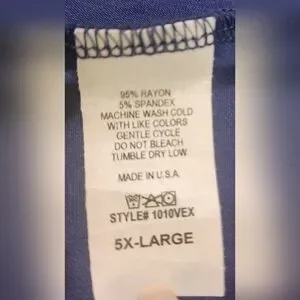 95% RAYON
5% SPANDEX
MACHINE WASH COLD
WITH LIKE COLORS
GENTLE CYCLE
DO NOT BLEACH
TUMBLE DRY LOW
MADE IN U.S.A.
STYLE# 1010VEX
5X-LARGE